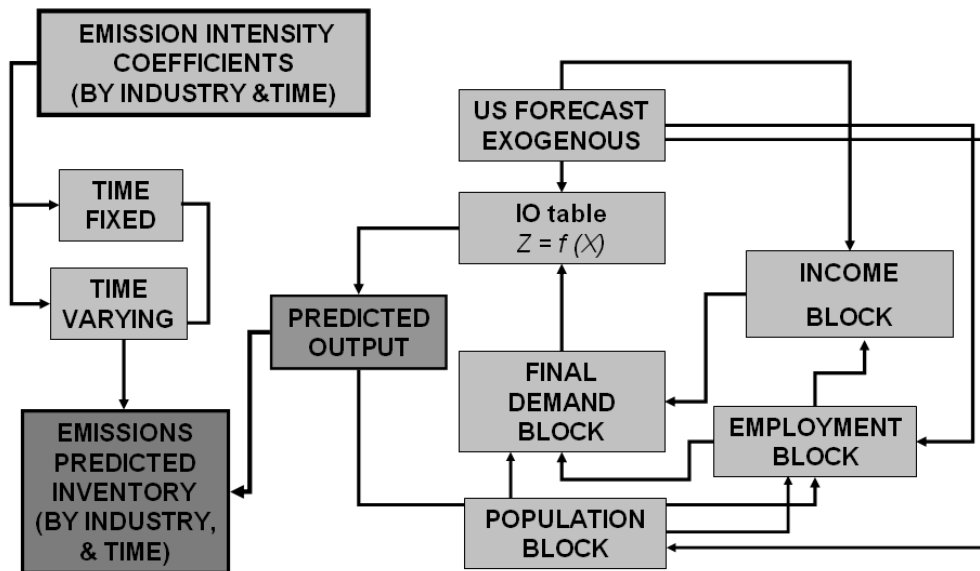 EMISSION INTENSITY
COEFFICIENTS
(BY INDUSTRY &TIME)
US FORECAST
EXOGENOUS
TIME
FIXED
IO table
Z = f (X)
TIME
VARYING
INCOME
BLOCK
PREDICTED
OUTPUT
FINAL
DEMAND
BLOCK
EMPLOYMENT
BLOCK
EMISSIONS
PREDICTED
INVENTORY
(BY INDUSTRY,
& TIME)
POPULATION
BLOCK